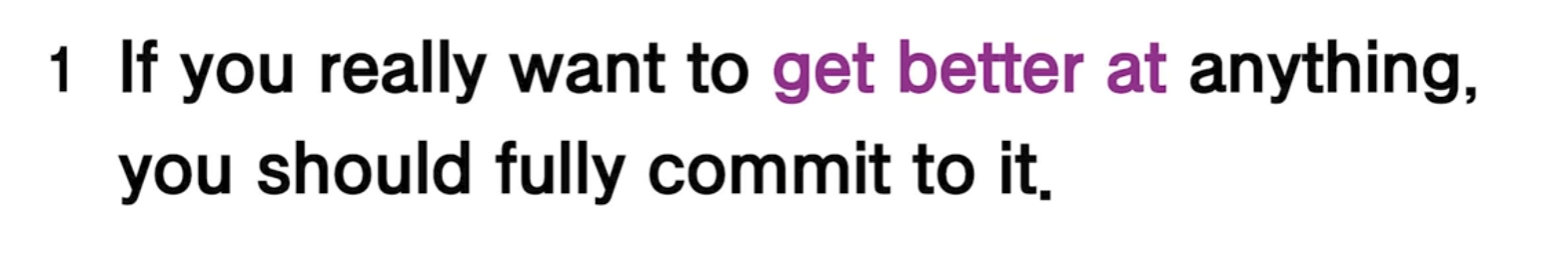 1 If you really want to get better at anything,
you should fully commit to it.